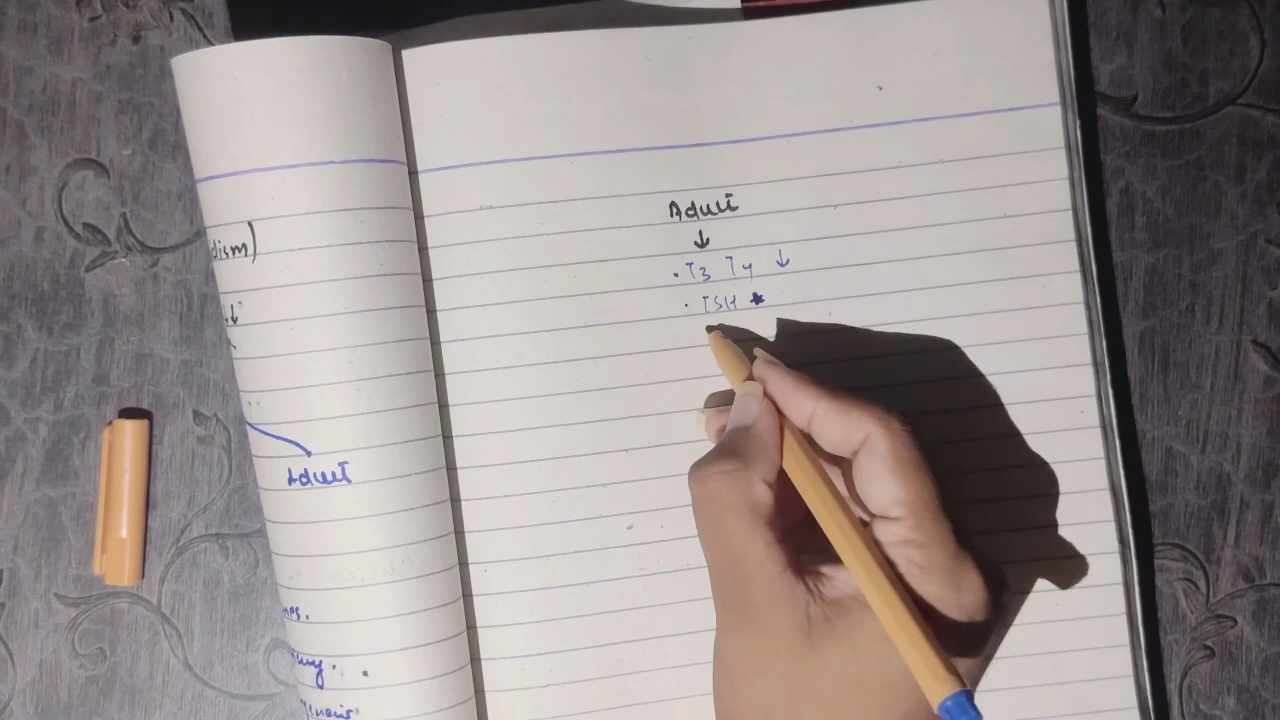 dism)
↓
Adult
Adult
↓
• T3 T4 ↓
• TSH